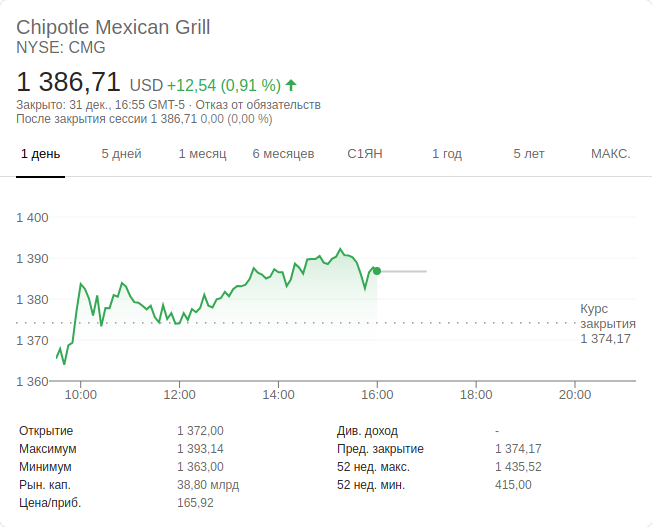 Chipotle Mexican Grill
NYSE: CMG
1 386,71 USD +12,54 (0,91 %)
Закрыто: 31 дек., 16:55 GMT-5 · Отказ от обязательств
После закрытия сессии 1 386,71 0,00 (0,00 %)
1 день 5 дней 1 месяц 6 месяцев С1ЯН 1 год 5 лет МАКС.
1 400
1 390
1 380
1 370
1 360
Курс
закрытия
1 374,17
10:00 12:00 14:00 16:00 18:00 20:00
Открытие 1 372,00 Див. доход -
Максимум 1 393,14 Пред. закрытие 1 374,17
Минимум 1 363,00 52 нед. макс. 1 435,52
Рын. кап. 38,80 млрд 52 нед. мин. 415,00
Цена/приб. 165,92